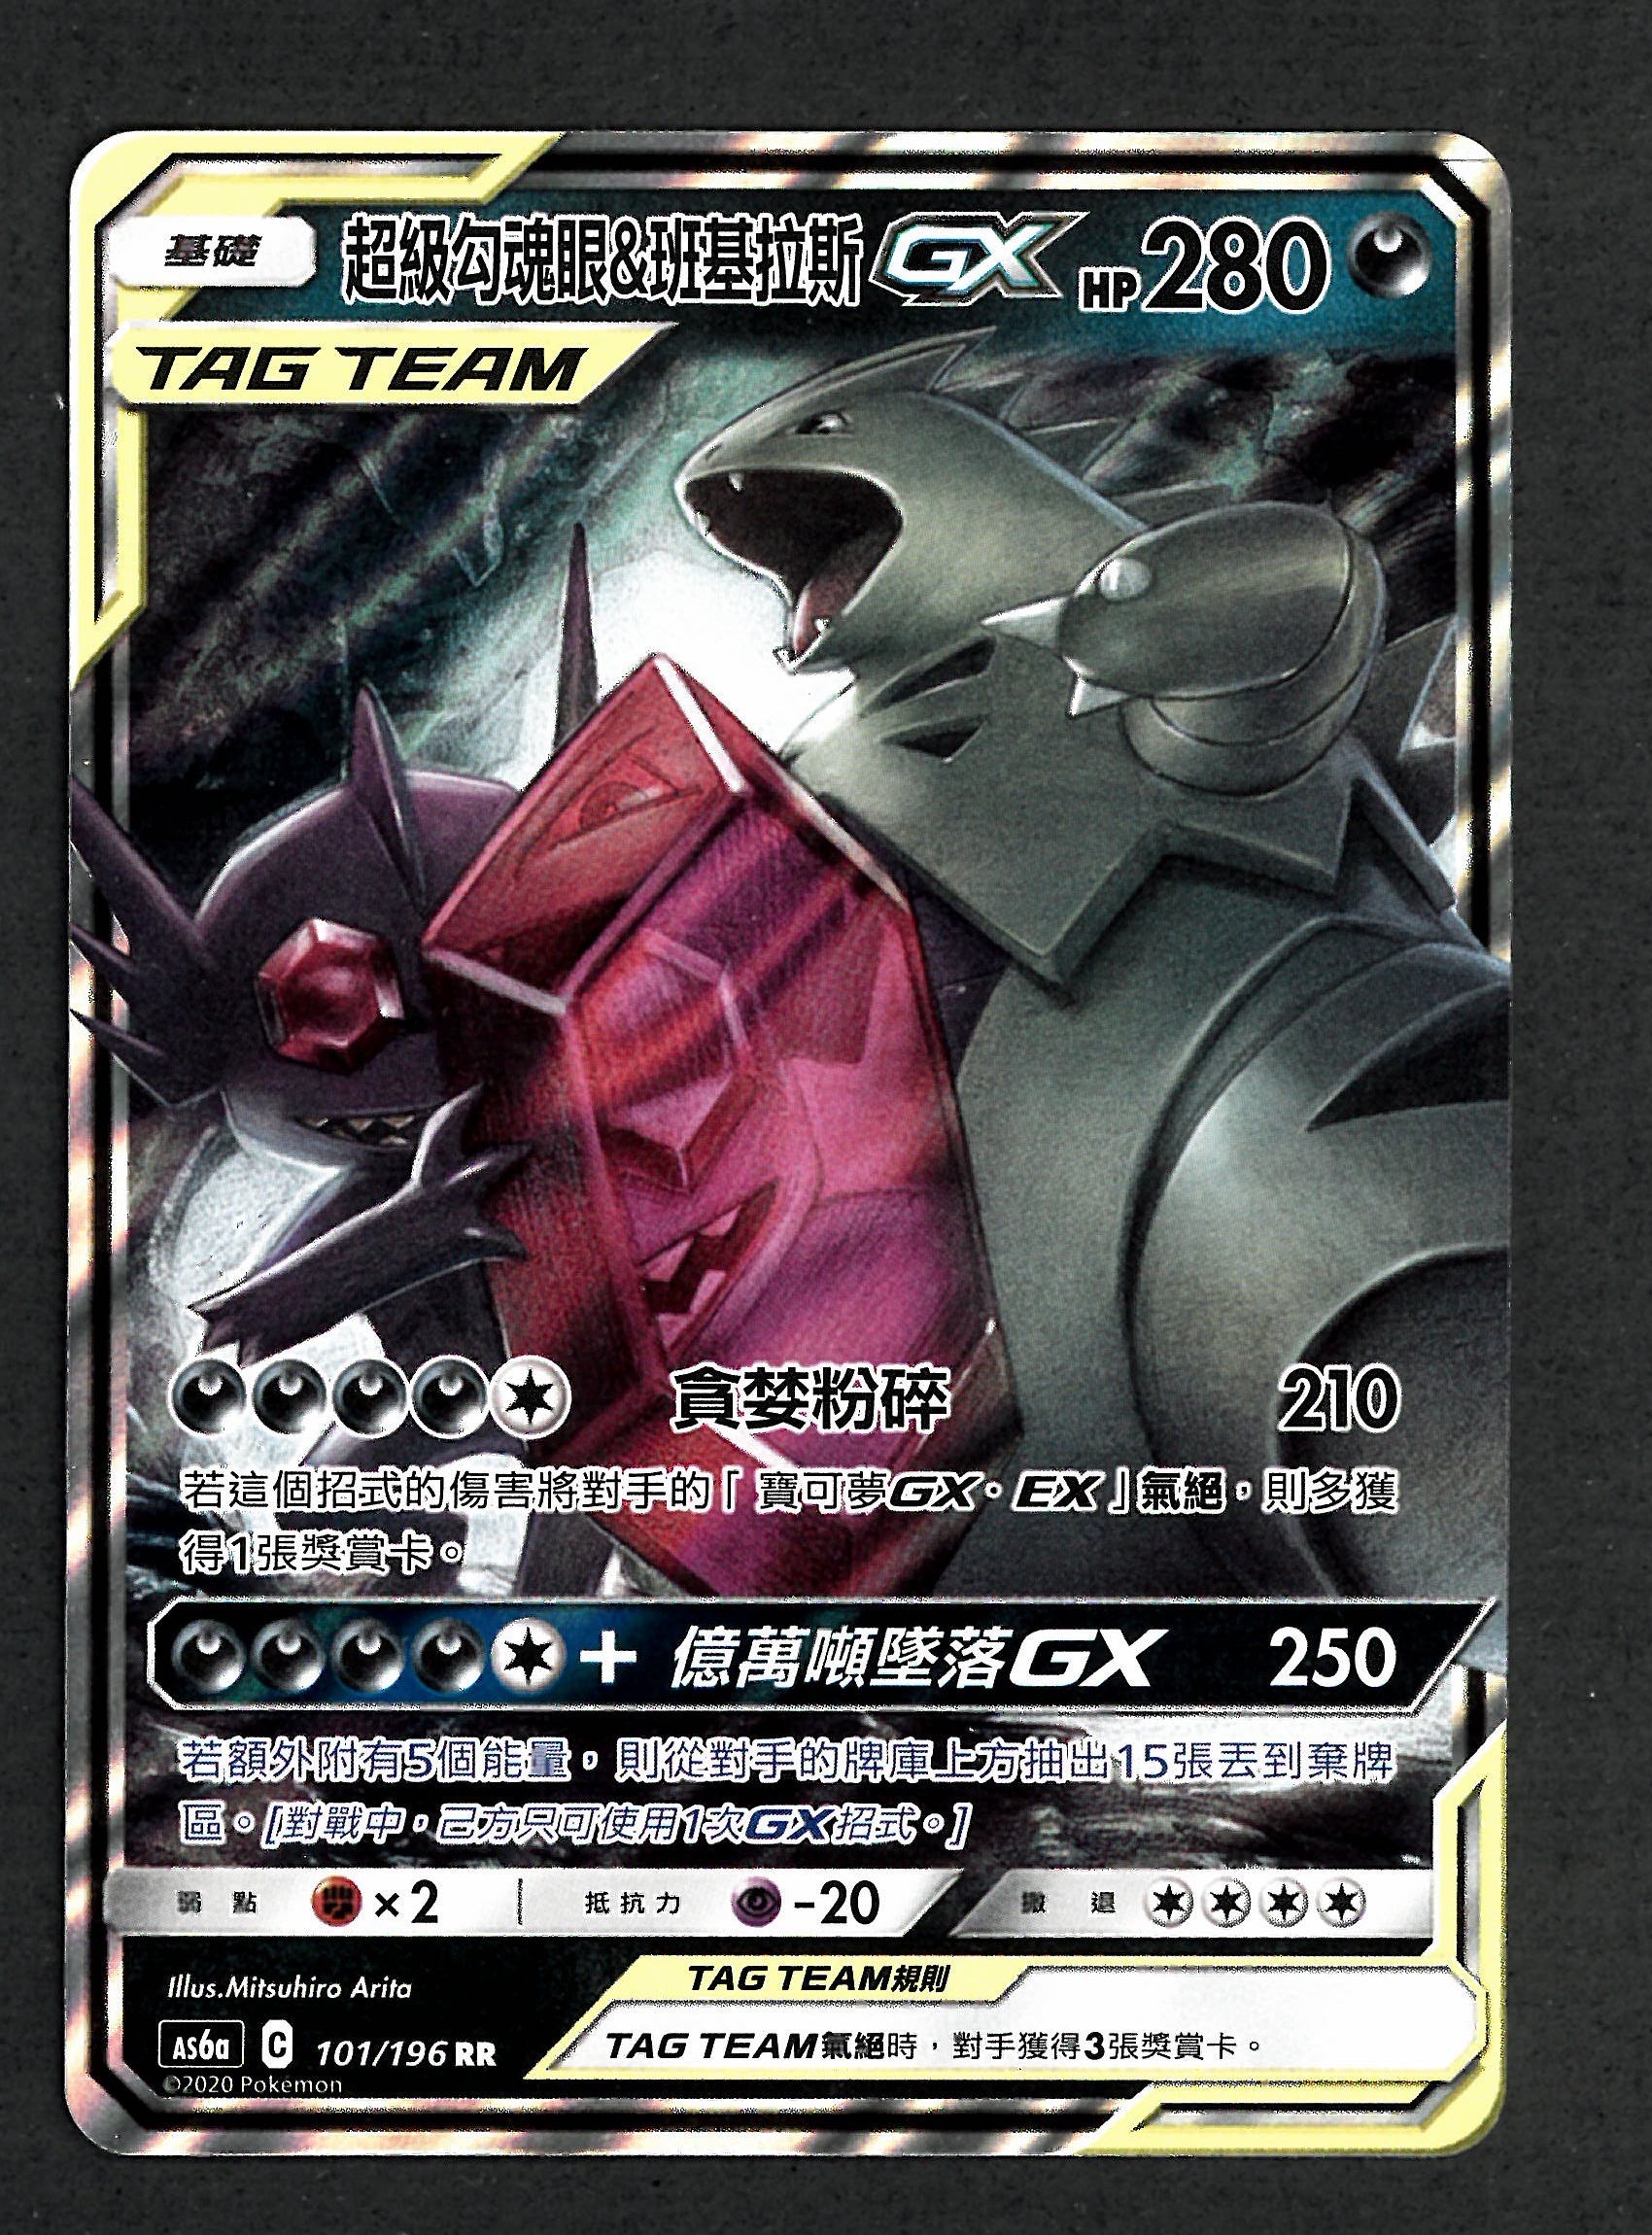 基礎 超級勾魂眼&班基拉斯GX HP280
TAG TEAM
貪婪粉碎 210
若這個招式的傷害將對手的「寶可夢GX・EX」氣絕，則多獲
得1張獎賞卡。
+ 億萬噸墜落GX 250
若額外附有5個能量，則從對手的牌庫上方抽出15張丟到棄牌
區。[對戰中，己方只可使用1次GX招式。]
弱點 ×2 抵抗力 -20 撤退
Illus.Mitsuhiro Arita
TAG TEAM規則
AS6a C 101/196 RR
TAG TEAM氣絕時，對手獲得3張獎賞卡。
©2020 Pokémon